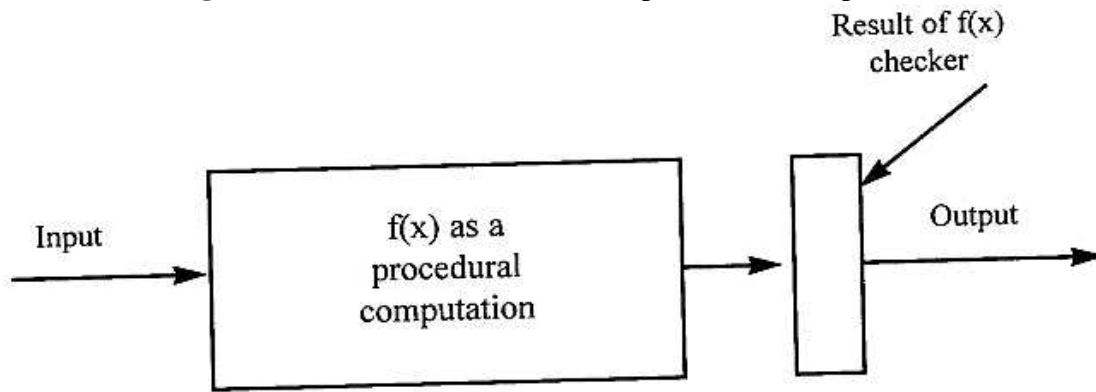 Result of f(x)
checker
Input
f(x) as a
procedural
computation
Output